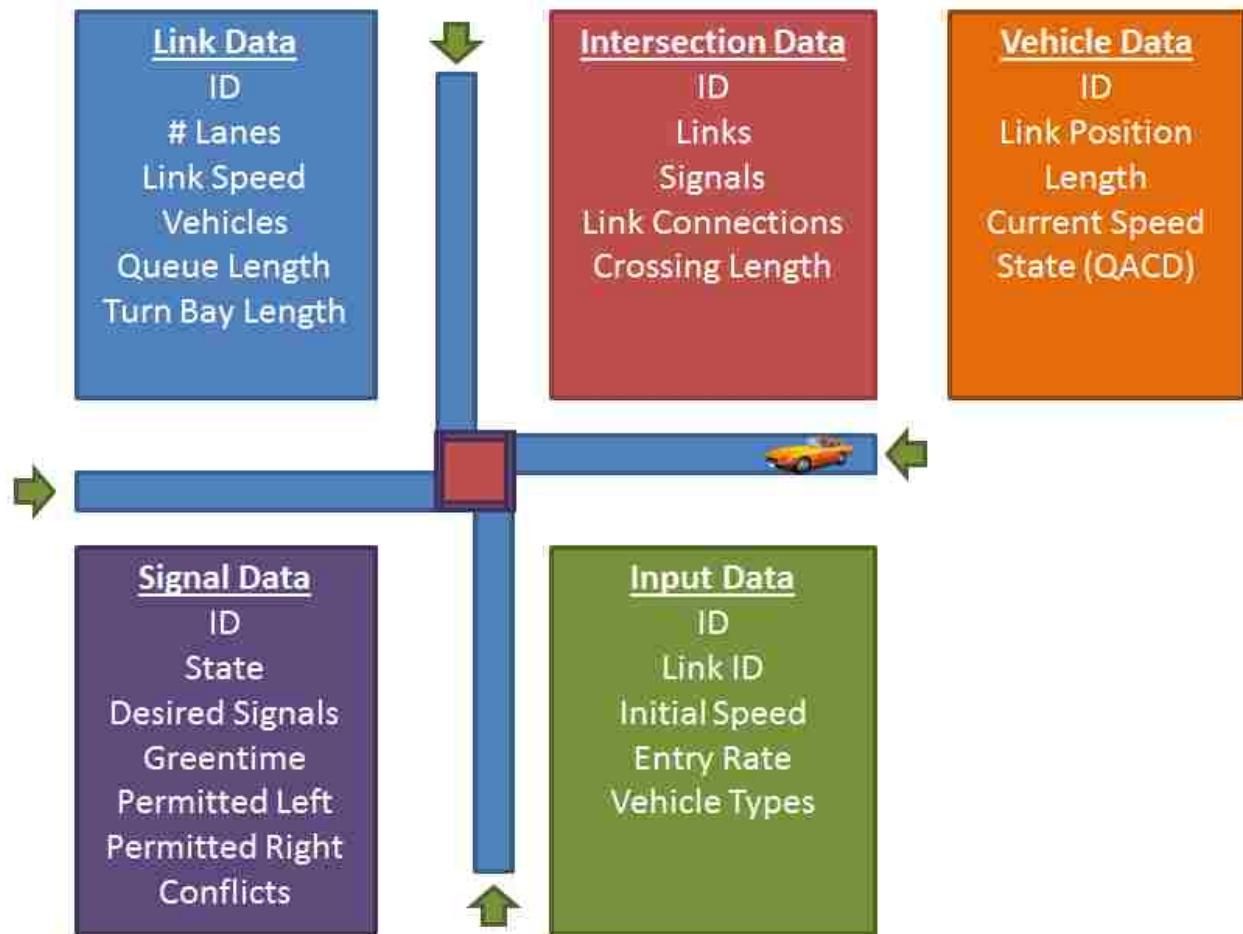 Link Data
ID
# Lanes
Link Speed
Vehicles
Queue Length
Turn Bay Length
Intersection Data
ID
Links
Signals
Link Connections
Crossing Length
Vehicle Data
ID
Link Position
Length
Current Speed
State (QACD)
Signal Data
ID
State
Desired Signals
Greentime
Permitted Left
Permitted Right
Conflicts
Input Data
ID
Link ID
Initial Speed
Entry Rate
Vehicle Types